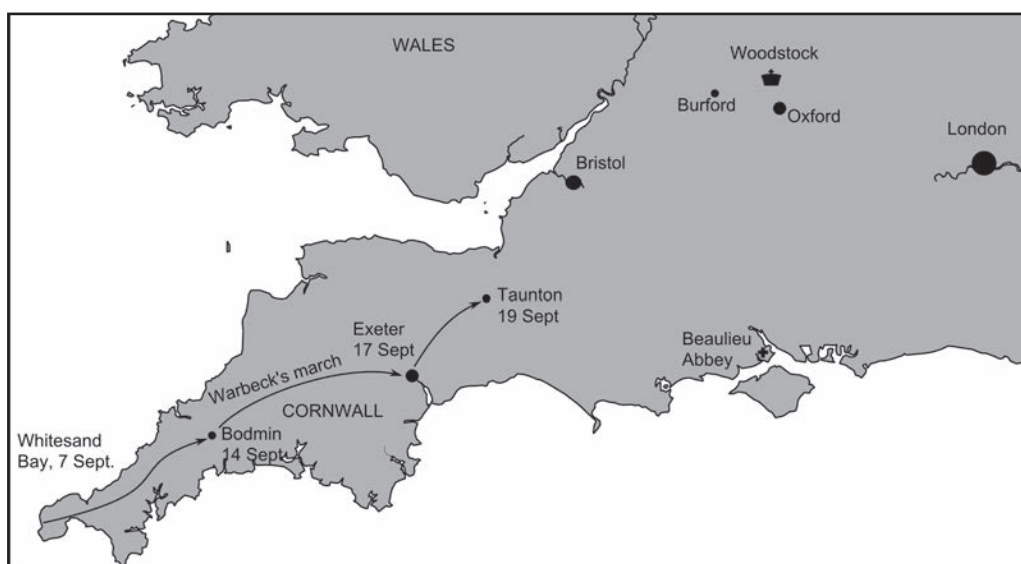 WALES
Woodstock
Burford
Oxford
London
Bristol
Taunton
19 Sept
Exeter
17 Sept
Beaulieu
Abbey
Warbeck's march
CORNWALL
Whitesand
Bay, 7 Sept.
Bodmin
14 Sept